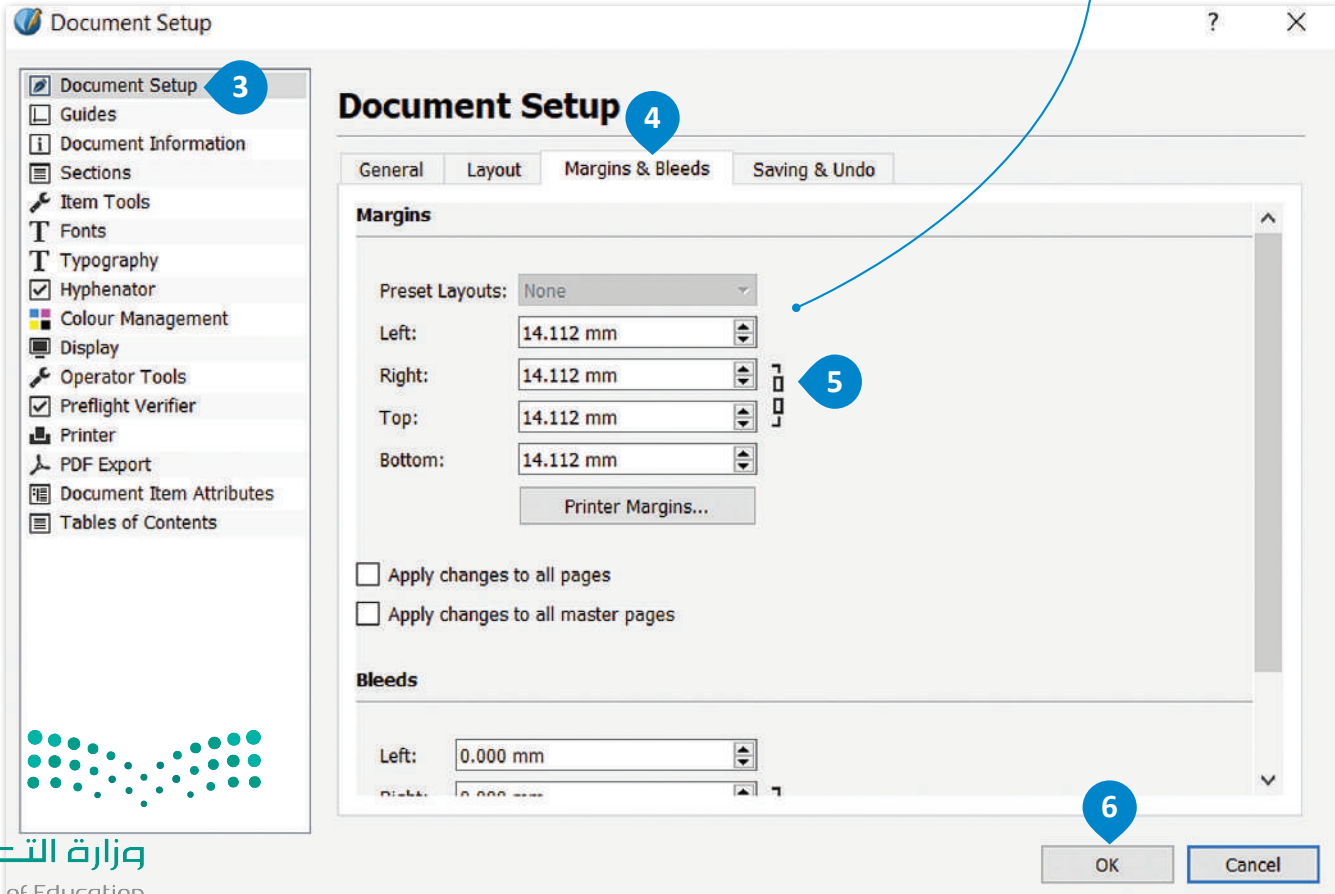 Document Setup ? ×
Document Setup 3
Guides
Document Information
Sections
Item Tools
Fonts
Typography
Hyphenator
Colour Management
Display
Operator Tools
Preflight Verifier
Printer
PDF Export
Document Item Attributes
Tables of Contents
Document Setup
4
General Layout Margins & Bleeds Saving & Undo
Margins
Preset Layouts: None
Left: 14.112 mm
Right: 14.112 mm
5
Top: 14.112 mm
Bottom: 14.112 mm
Printer Margins...
Apply changes to all pages
Apply changes to all master pages
Bleeds
Left: 0.000 mm
6
OK Cancel
وزارة
of Education